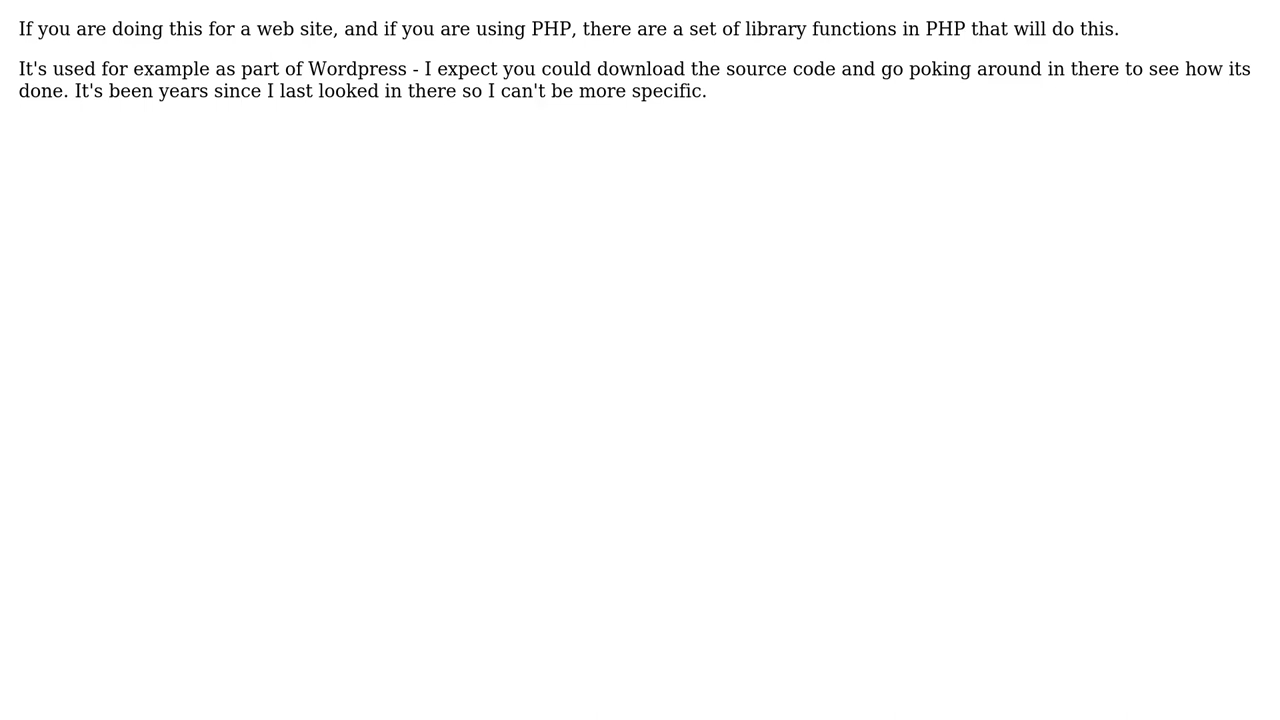 If you are doing this for a web site, and if you are using PHP, there are a set of library functions in PHP that will do this.
It's used for example as part of Wordpress - I expect you could download the source code and go poking around in there to see how its
done. It's been years since I last looked in there so I can't be more specific.